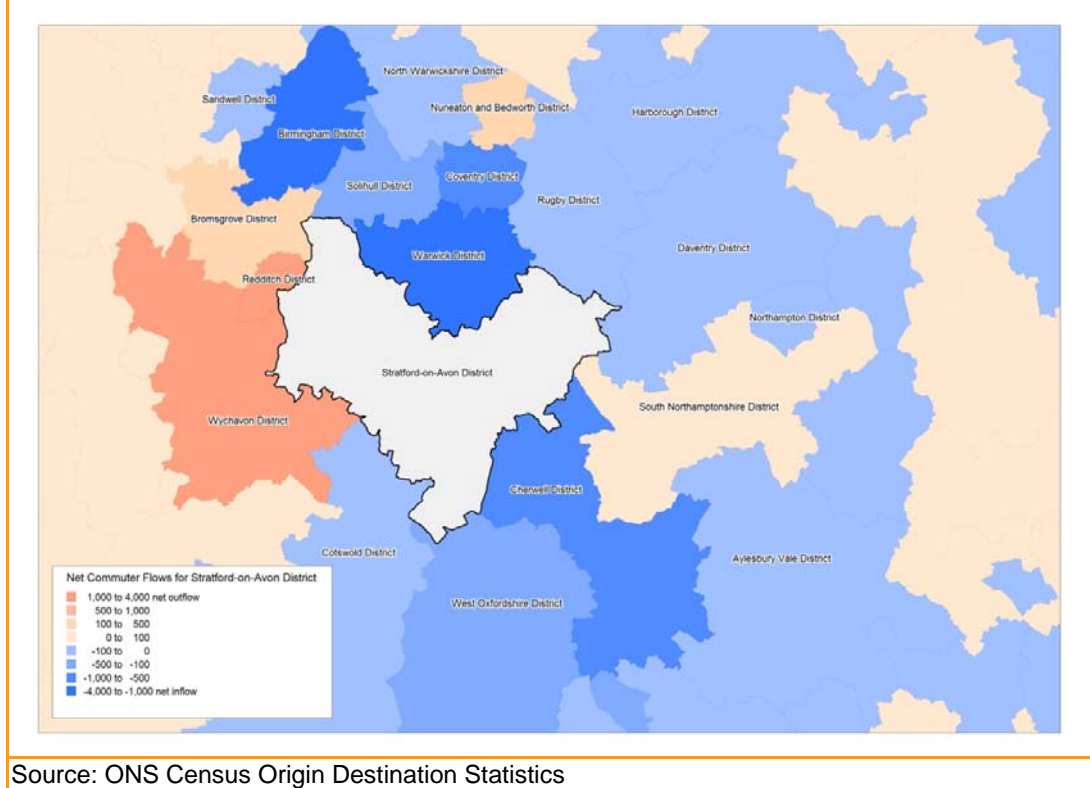 North Warwickshire District
Sandwell District
Nuneaton and Bedworth District
Harborough District
Birmingham District
Solihull District
Coventry District
Rugby District
Bromsgrove District
Daventry District
Warwick District
Redditch District
Northampton District
Stratford-on-Avon District
South Northamptonshire District
Wychavon District
Cherwell District
Cotswold District
Aylesbury Vale District
West Oxfordshire District
Net Commuter Flows for Stratford-on-Avon District
1,000 to 4,000 net outflow
500 to 1,000
100 to 500
0 to 100
-100 to 0
-500 to -100
-1,000 to -500
-4,000 to -1,000 net inflow
Source: ONS Census Origin Destination Statistics